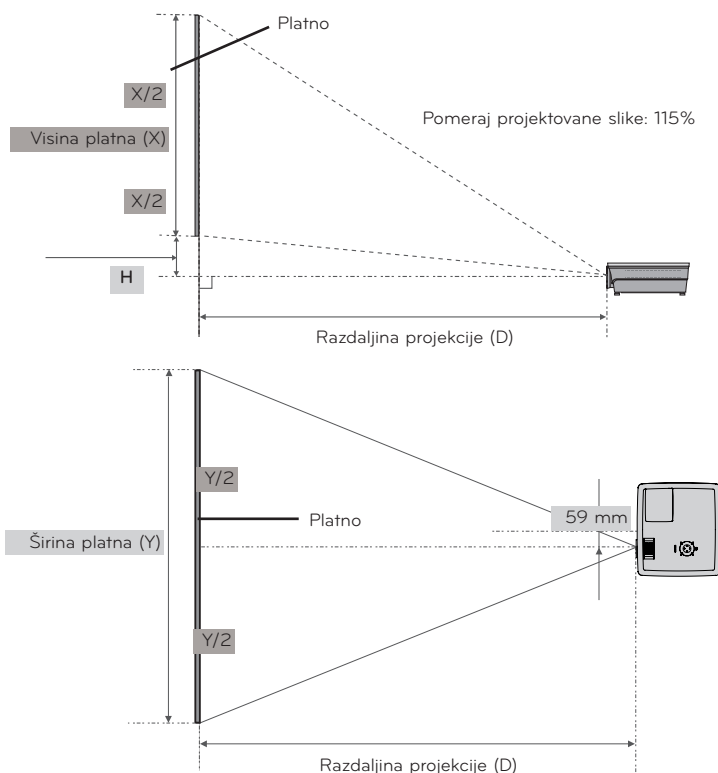 Platno
X/2
Pomeraj projektovane slike: 115%
Visina platna (X)
X/2
H
Razdaljina projekcije (D)
Y/2
59 mm
Platno
Širina platna (Y)
Y/2
Razdaljina projekcije (D)